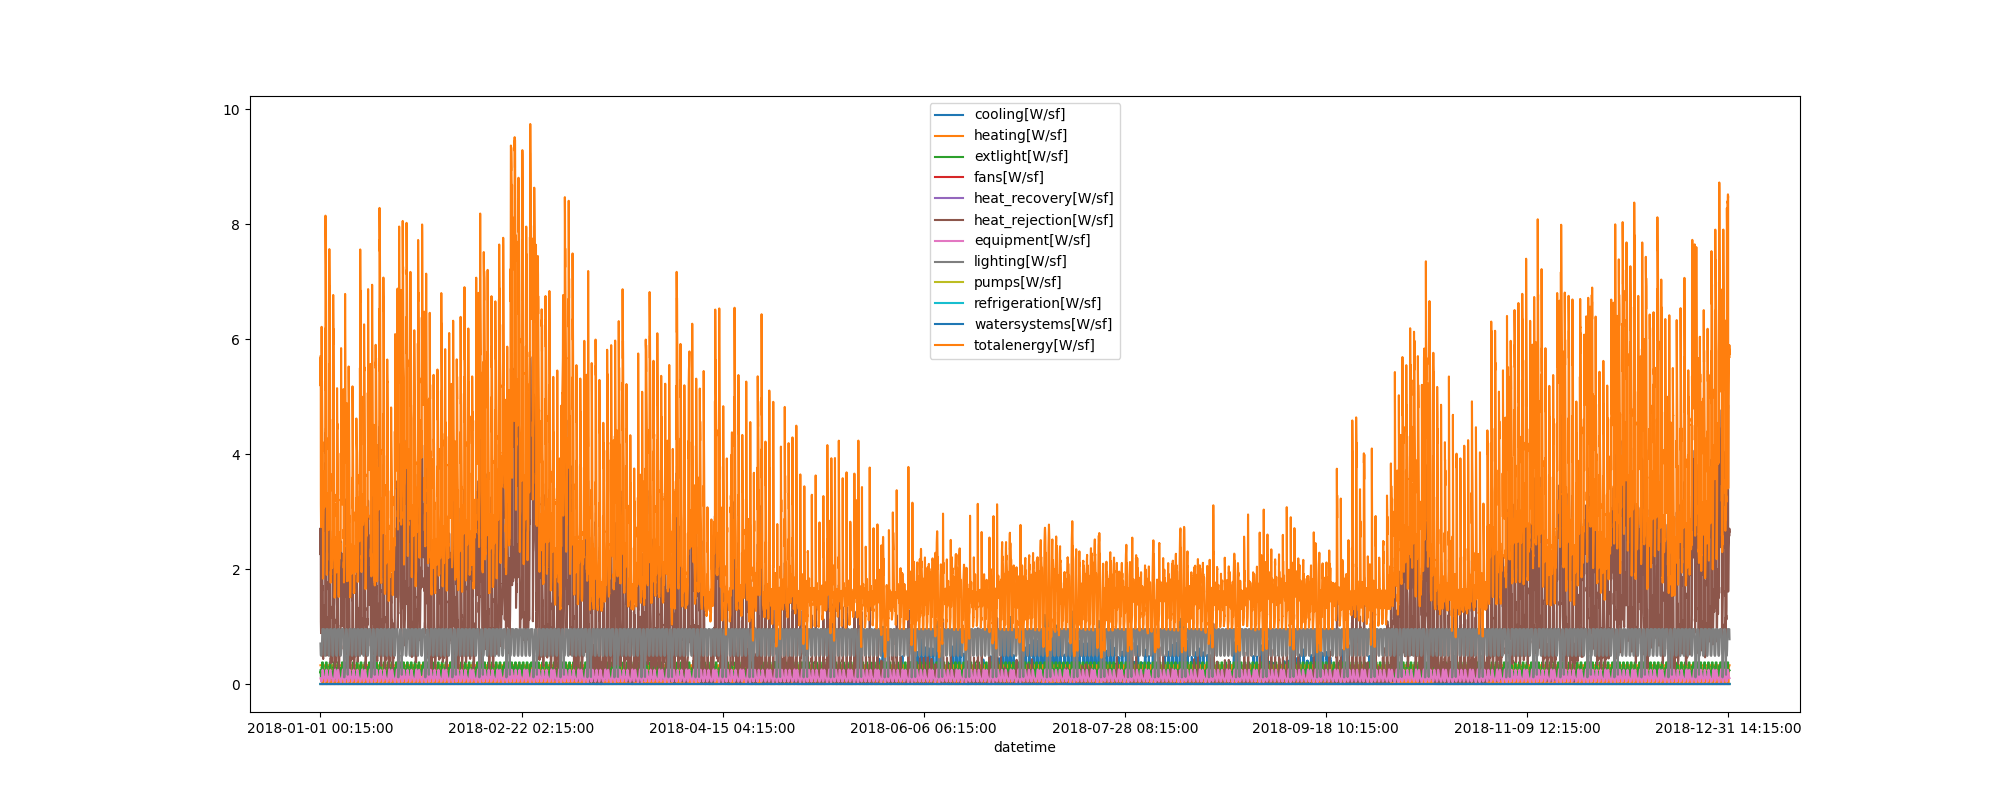 10
8
6
4
2
0
cooling[W/sf]
heating[W/sf]
extlight[W/sf]
fans[W/sf]
heat_recovery[W/sf]
heat_rejection[W/sf]
equipment[W/sf]
lighting[W/sf]
pumps[W/sf]
refrigeration[W/sf]
watersystems[W/sf]
totalenergy[W/sf]
2018-01-01 00:15:00 2018-02-22 02:15:00 2018-04-15 04:15:00 2018-06-06 06:15:00 2018-07-28 08:15:00 2018-09-18 10:15:00 2018-11-09 12:15:00 2018-12-31 14:15:00
datetime